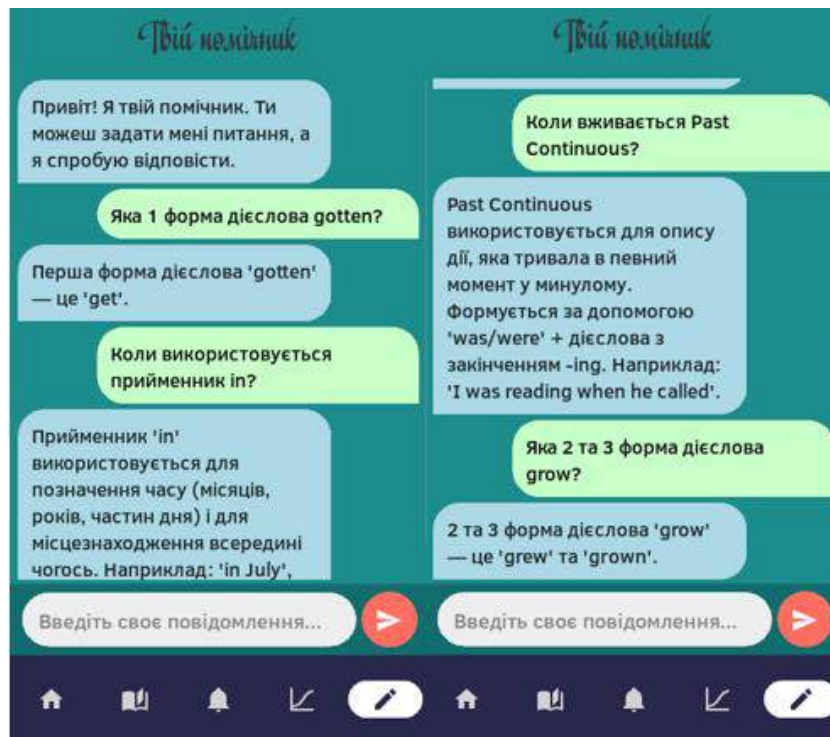 Твій помічник
Привіт! Я твій помічник. Ти
можеш задати мені питання, а
я спробую відповісти.
Яка 1 форма дієслова gotten?
Перша форма дієслова 'gotten'
— це 'get'.
Коли використовується
прийменник in?
Прийменник 'in'
використовується для
позначення часу (місяців,
років, частин дня) і для
місцезнаходження всередині
чогось. Наприклад: 'in July',
Введіть своє повідомлення...
Твій помічник
Коли вживається Past
Continuous?
Past Continuous
використовується для опису
дії, яка тривала в певний
момент у минулому.
Формується за допомогою
'was/were' + дієслова з
закінченням -ing. Наприклад:
'I was reading when he called'.
Яка 2 та 3 форма дієслова
grow?
2 та 3 форма дієслова 'grow'
— це 'grew' та 'grown'.
Введіть своє повідомлення...